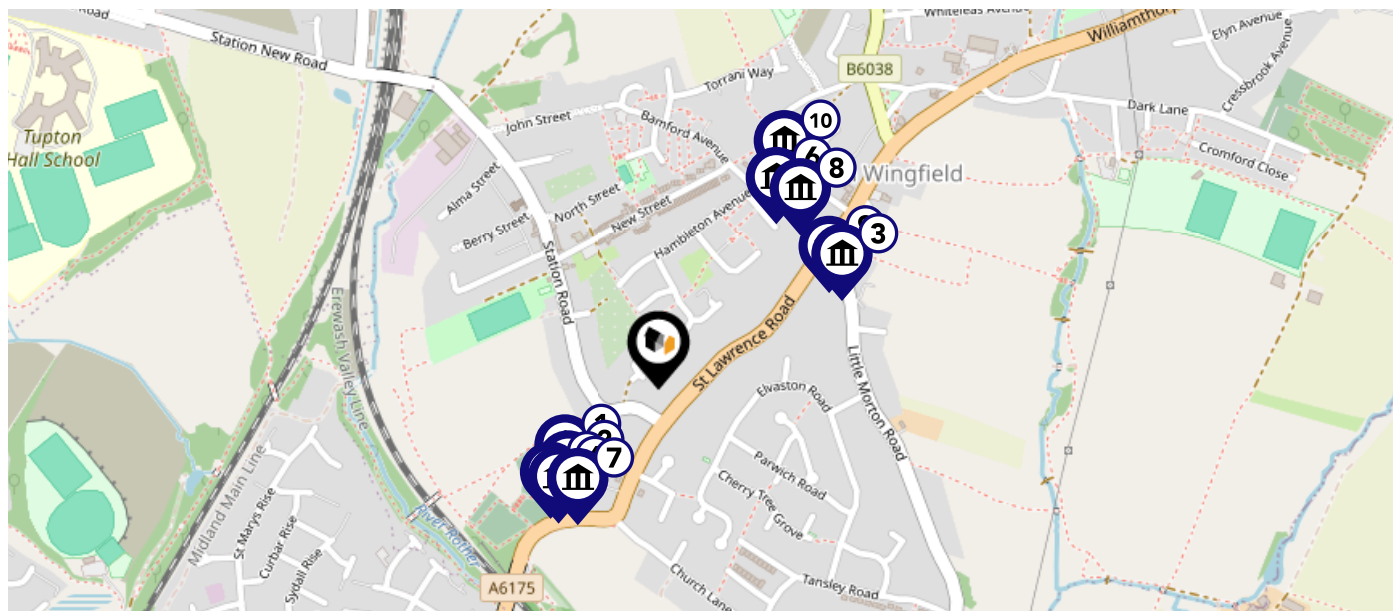 Station New Road
Whiteleas Avenue
Williamthor
Elyn Avenue
Cressbrook Avenue
B6038
Torrani Way
John Street
Bamford Avenue
Dark Lane
Cromford Close
Tupton
Hall School
10
6
8
Wingfield
3
Alma Street
North Street
New Street
Berry Street
Hambleton Avenue
Station Road
Erewash Valley Line
St Lawrence Road
Little Morton Road
Elvaston Road
Parwich Road
Cherry Tree Grove
Tansley Road
Church Lane
7
Midland Main Line
St Marys Rise
Curbar Rise
Sydall Rise
River Rother
A6175